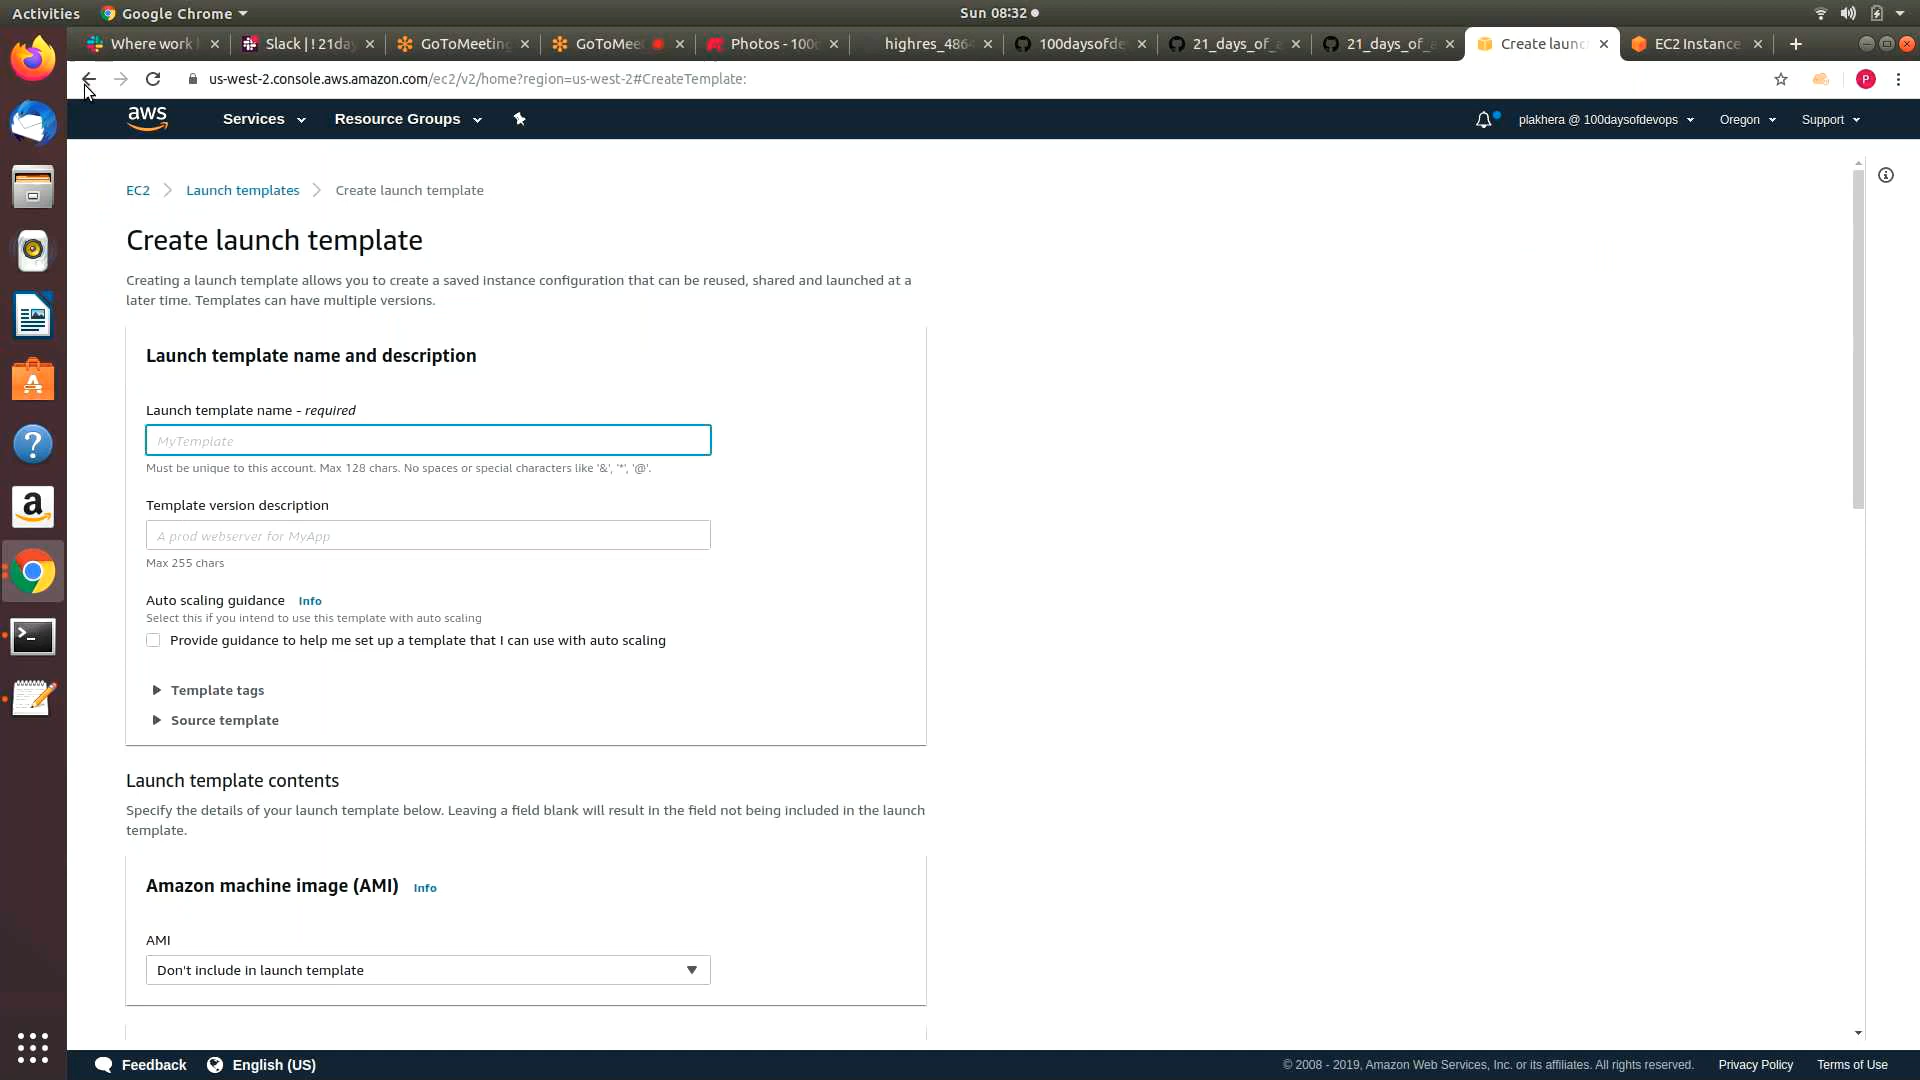 Activities
Google Chrome
Sun 08:32
Where work
Slack | ! 21da
GoToMeeting
GoToMee
Photos - 100
highres_486
100daysofde
21_days_of_a
21_days_of_a
Create launc
EC2 Instance
us-west-2.console.aws.amazon.com/ec2/v2/home?region=us-west-2#CreateTemplate:
P
aws
Services
Resource Groups
plakhera @ 100daysofdevops
Oregon
Support
EC2
Launch templates
Create launch template
Create launch template
Creating a launch template allows you to create a saved instance configuration that can be reused, shared and launched at a
later time. Templates can have multiple versions.
Launch template name and description
Launch template name - required
MyTemplate
Must be unique to this account. Max 128 chars. No spaces or special characters like '&', '*', '@'.
Template version description
A prod webserver for MyApp
Max 255 chars
Auto scaling guidance Info
Select this if you intend to use this template with auto scaling
Provide guidance to help me set up a template that I can use with auto scaling
Template tags
Source template
Launch template contents
Specify the details of your launch template below. Leaving a field blank will result in the field not being included in the launch
template.
Amazon machine image (AMI) Info
AMI
Don't include in launch template
Feedback
English (US)
© 2008 - 2019, Amazon Web Services, Inc. or its affiliates. All rights reserved.
Privacy Policy
Terms of Use